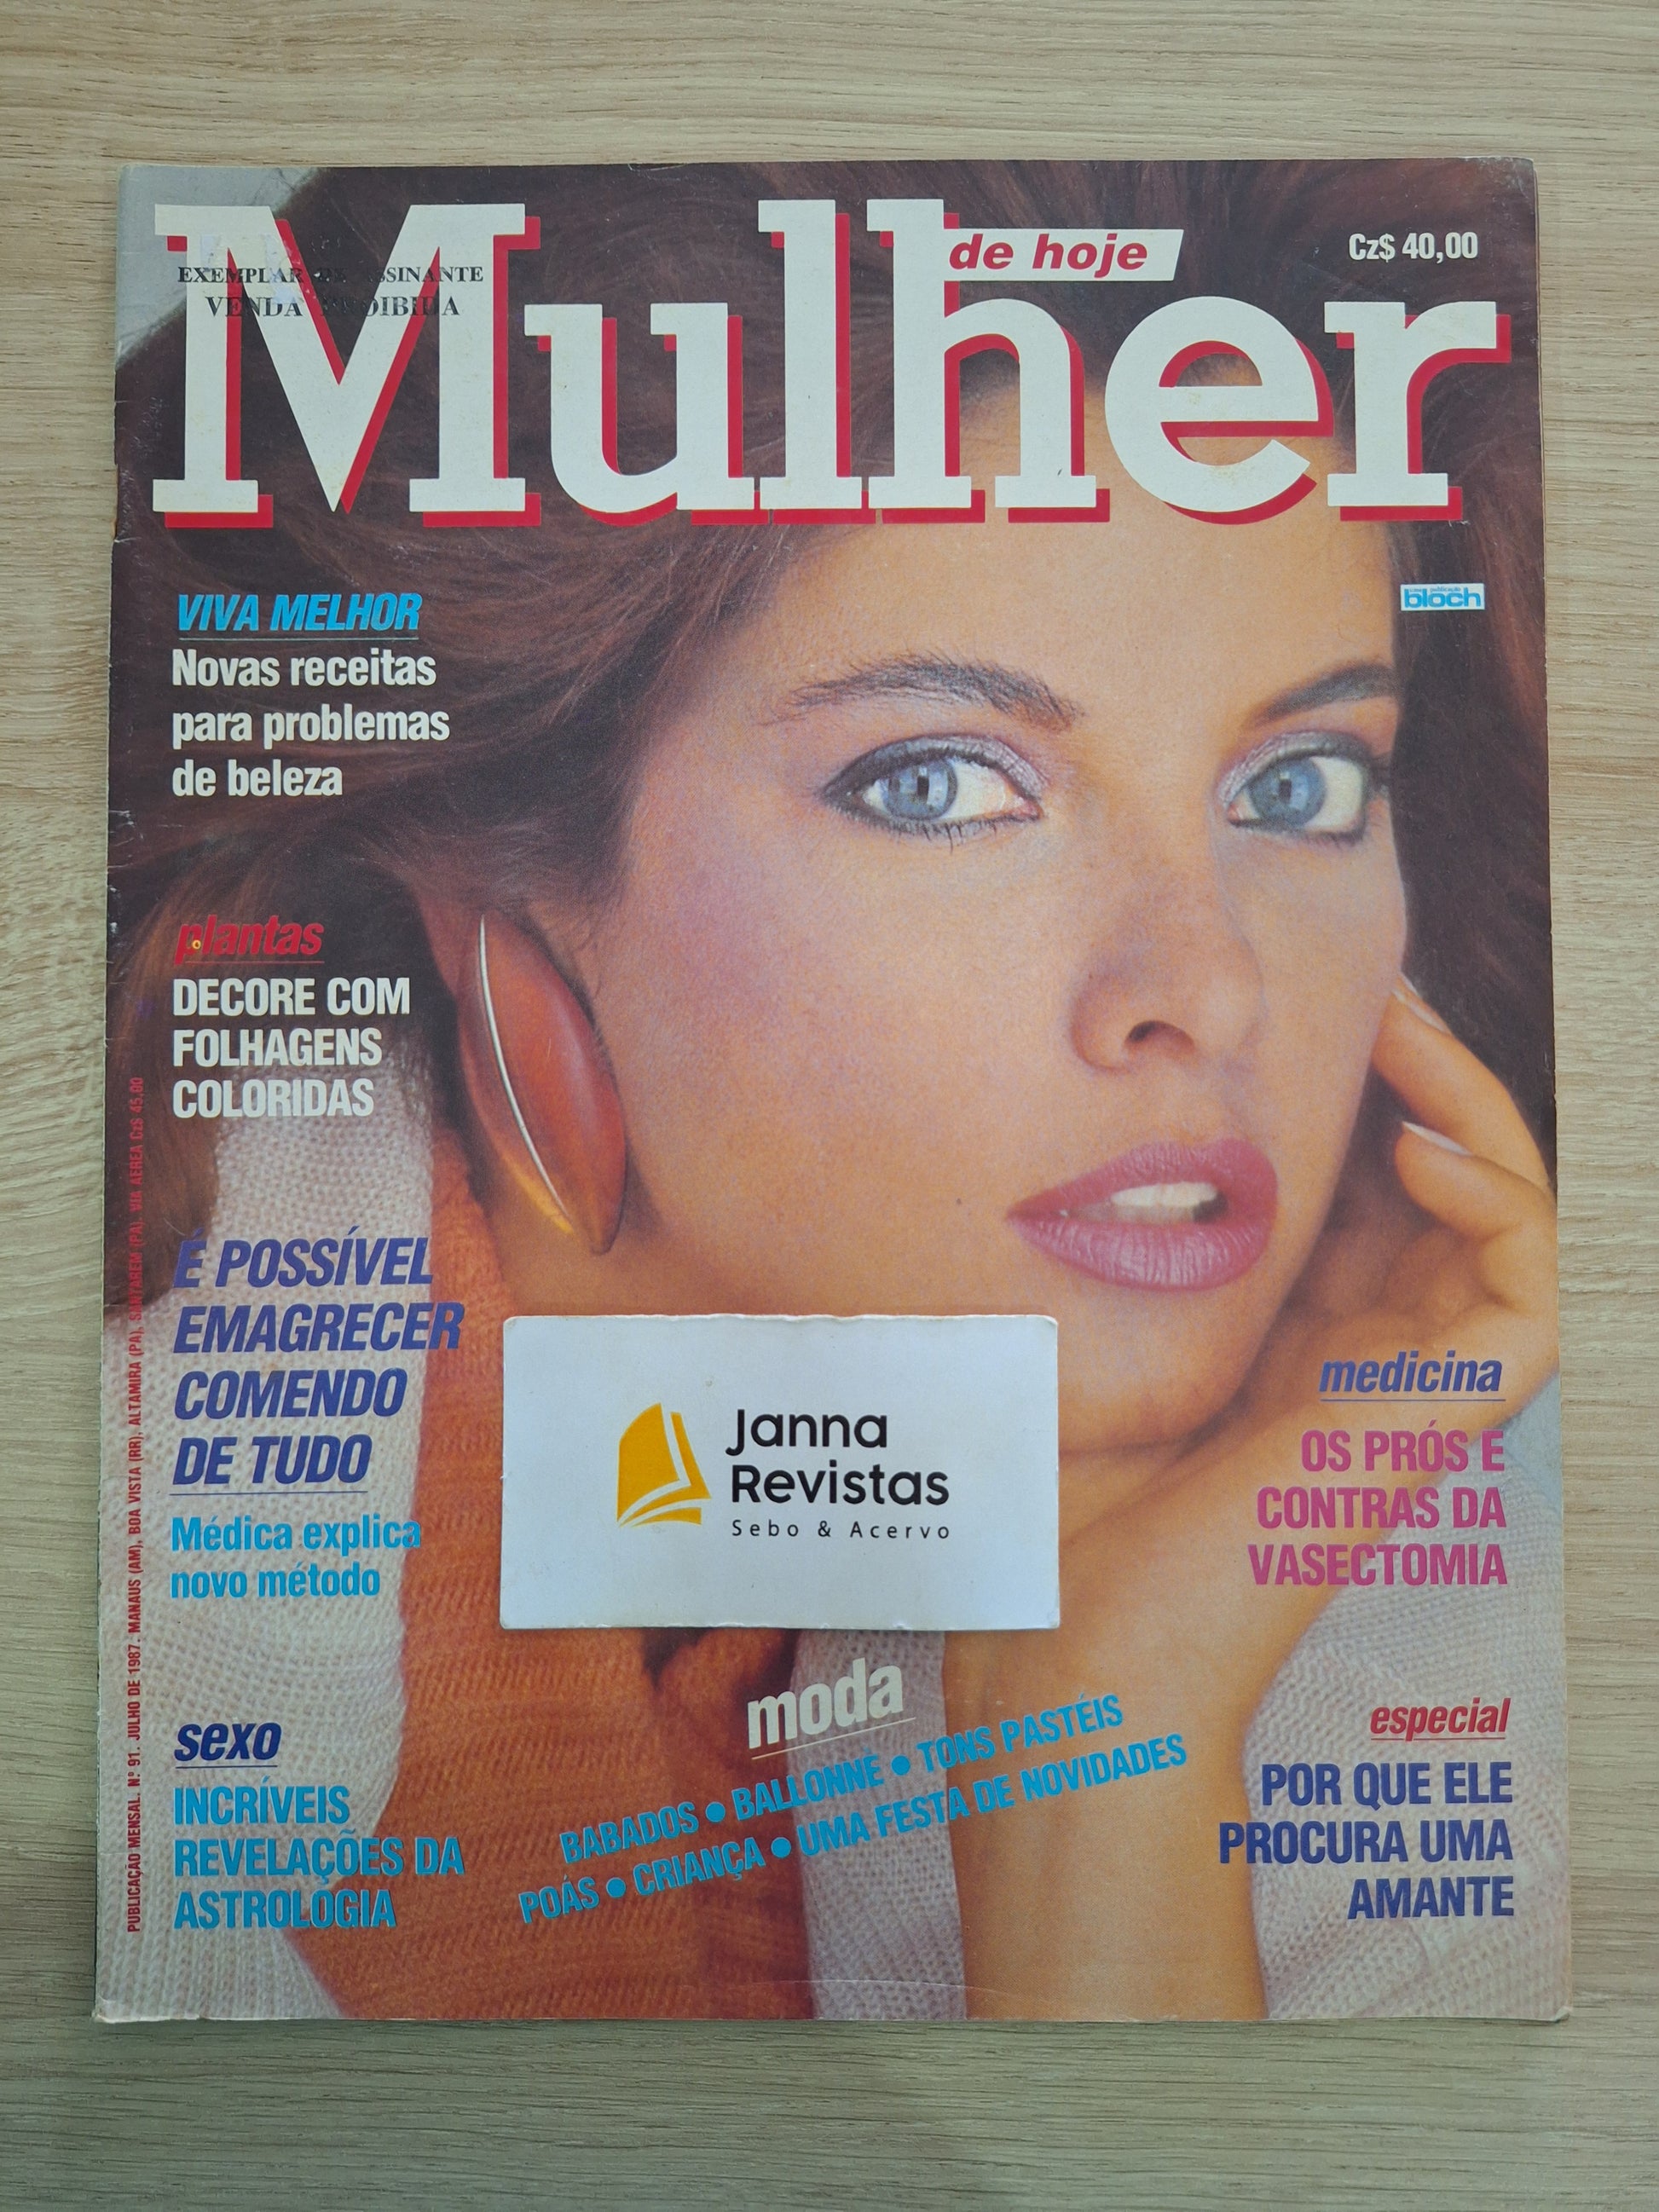 Mulher
de hoje
Cz$ 40,00
EXEMPLAR DE ASSINANTE
VENDA PROIBIDA
bloch
VIVA MELHOR
Novas receitas
para problemas
de beleza
plantas
DECORE COM
FOLHAGENS
COLORIDAS
É POSSÍVEL
EMAGRECER
COMENDO
DE TUDO
Médica explica
novo método
sexo
INCRÍVEIS
REVELAÇÕES DA
ASTROLOGIA
Janna
Revistas
Sebo & Acervo
moda
BABADOS • BALLONNÉ • TONS PASTÉIS
POÁS • CRIANÇA • UMA FESTA DE NOVIDADES
medicina
OS PRÓS E
CONTRAS DA
VASECTOMIA
especial
POR QUE ELE
PROCURA UMA
AMANTE
PUBLICAÇÃO MENSAL. N.º 91. JULHO DE 1987. MANAUS (AM), BOA VISTA (RR), ALTAMIRA (PA), SANTARÉM (PA), VIA AÉREA Cz$ 45,00